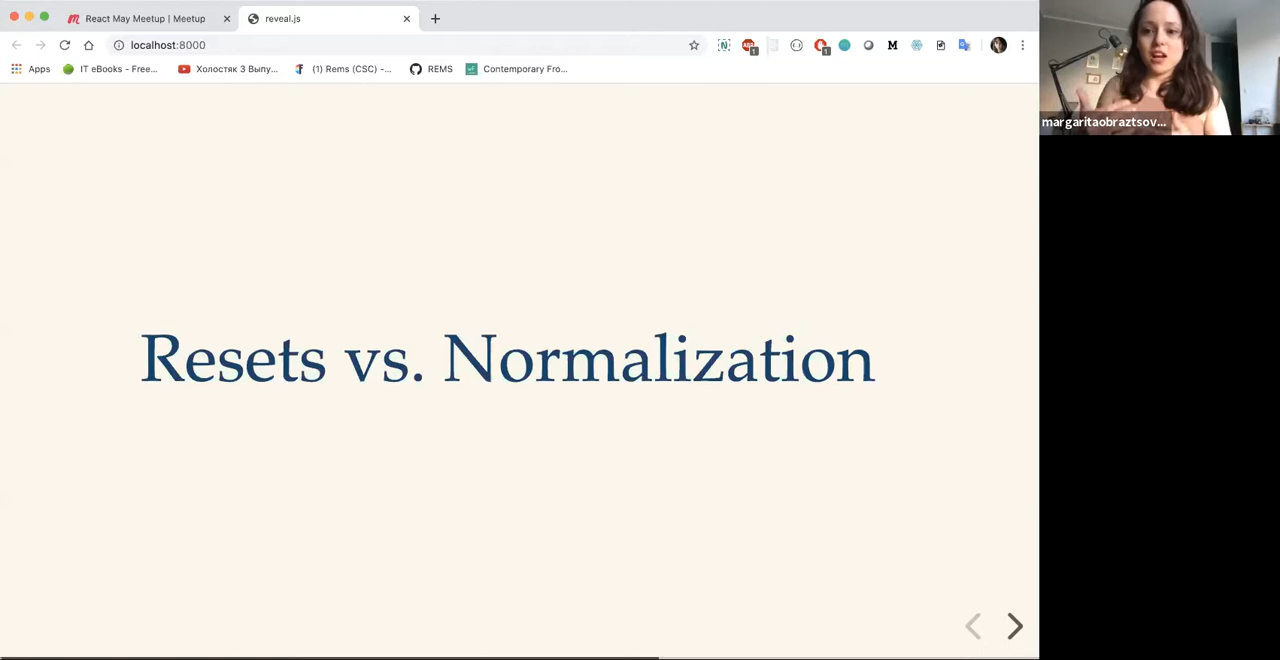 React May Meetup | Meetup
reveal.js
localhost:8000
Apps
IT eBooks - Free...
Холостяк 3 Выпу...
(1) Rems (CSC) -...
REMS
Contemporary Fro...
margaritaobraztsov...
Resets vs. Normalization